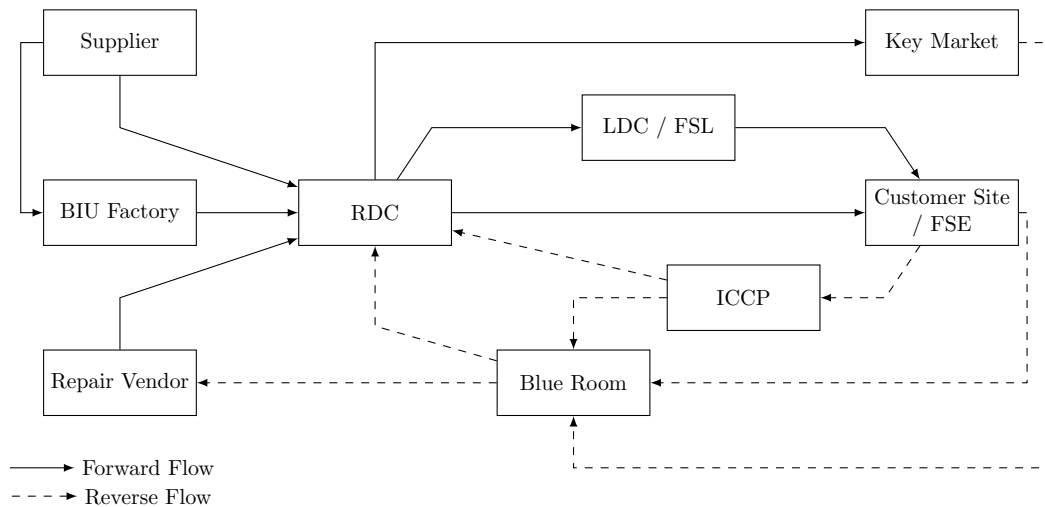 Supplier
Key Market
LDC / FSL
BIU Factory
RDC
Customer Site
/ FSE
ICCP
Repair Vendor
Blue Room
Forward Flow
Reverse Flow